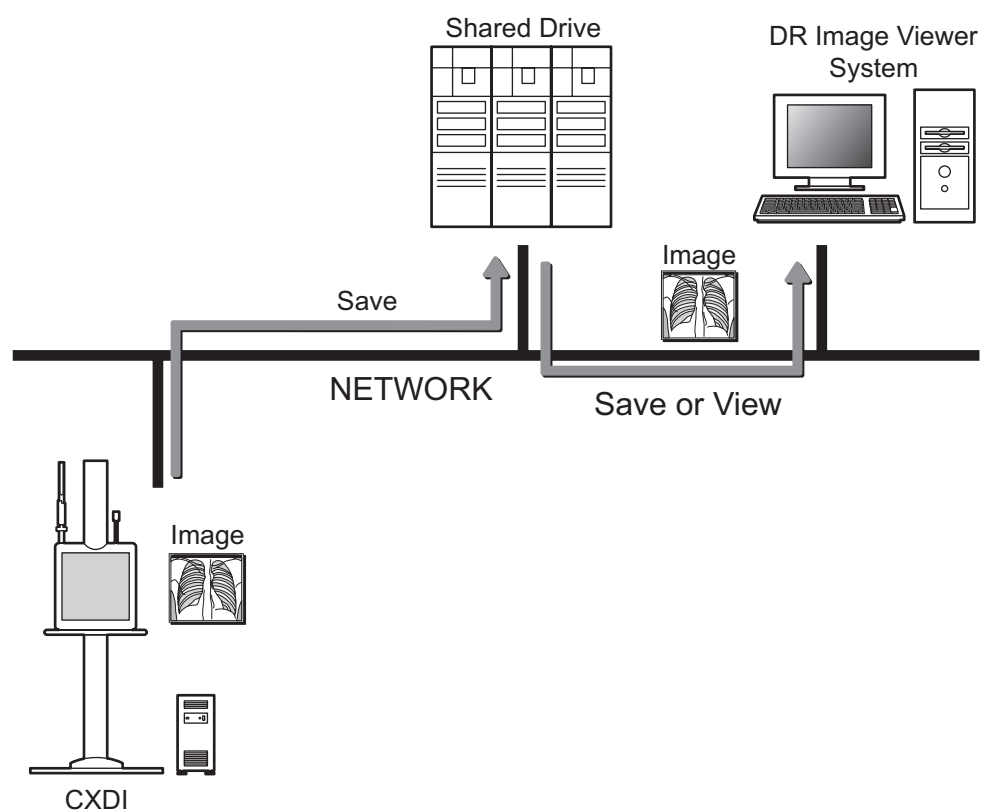 Shared Drive
DR Image Viewer
System
Image
Save
NETWORK
Save or View
Image
CXDI